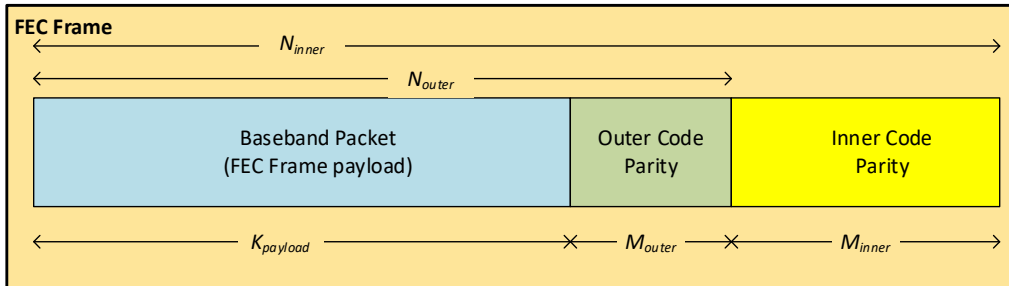 FEC Frame
N_inner
N_outer
Baseband Packet
(FEC Frame payload)
Outer Code
Parity
Inner Code
Parity
K_payload
M_outer
M_inner